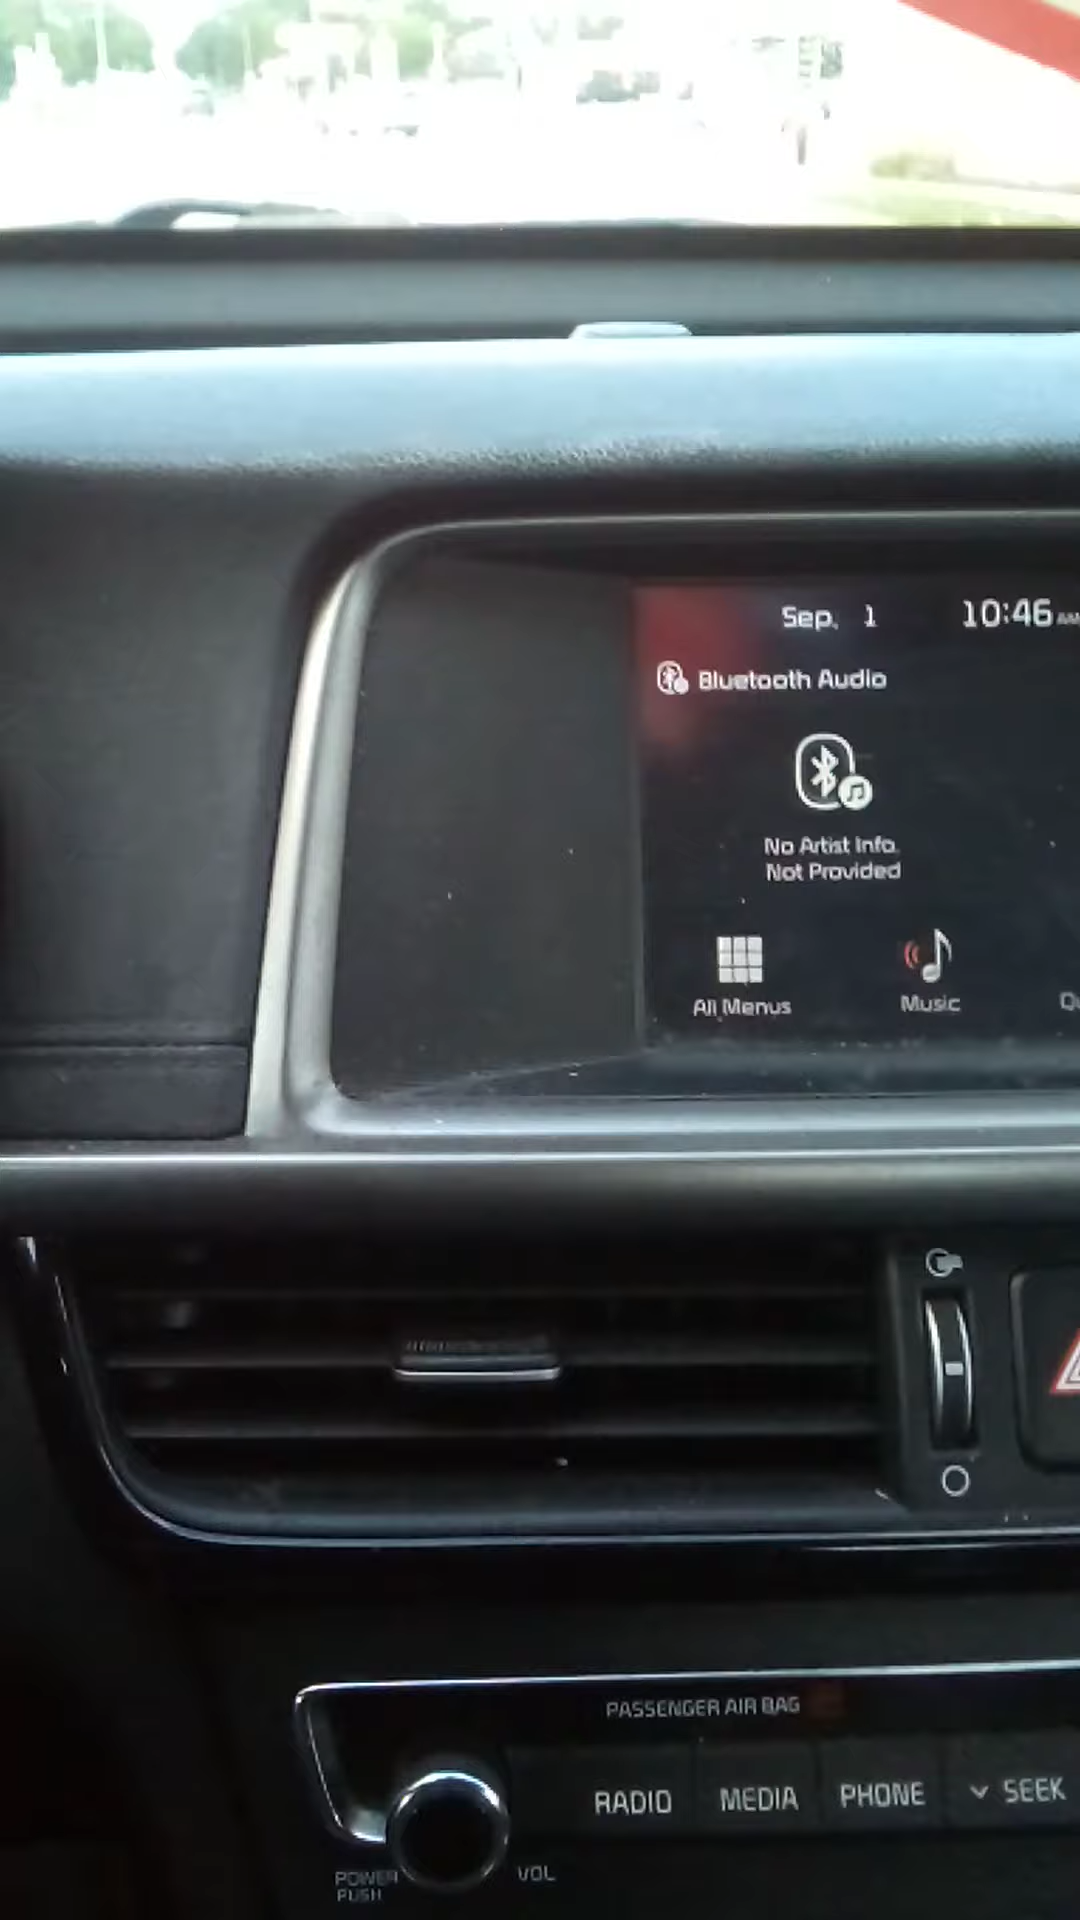 Sep. 1 10:46 AM
Bluetooth Audio
No Artist Info.
Not Provided
All Menus Music
PASSENGER AIR BAG
RADIO MEDIA PHONE SEEK
POWER VOL
PUSH